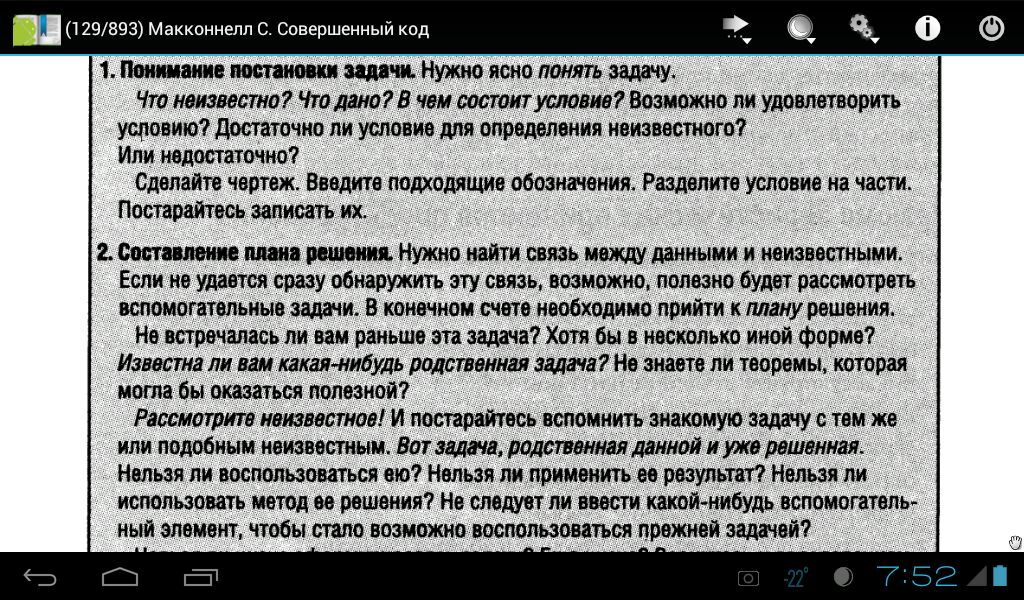 (129/893) Макконнелл С. Совершенный код
1. Понимание постановки задачи. Нужно ясно понять задачу.
Что неизвестно? Что дано? В чем состоит условие? Возможно ли удовлетворить
условию? Достаточно ли условие для определения неизвестного?
Или недостаточно?
Сделайте чертеж. Введите подходящие обозначения. Разделите условие на части.
Постарайтесь записать их.
2. Составление плана решения. Нужно найти связь между данными и неизвестными.
Если не удается сразу обнаружить эту связь, возможно, полезно будет рассмотреть
вспомогательные задачи. В конечном счете необходимо прийти к плану решения.
Не встречалась ли вам раньше эта задача? Хотя бы в несколько иной форме?
Известна ли вам какая-нибудь родственная задача? Не знаете ли теоремы, которая
могла бы оказаться полезной?
Рассмотрите неизвестное! И постарайтесь вспомнить знакомую задачу с тем же
или подобным неизвестным. Вот задача, родственная данной и уже решенная.
Нельзя ли воспользоваться ею? Нельзя ли применить ее результат? Нельзя ли
использовать метод ее решения? Не следует ли ввести какой-нибудь вспомогатель-
ный элемент, чтобы стало возможно воспользоваться прежней задачей?
-22° 7:52